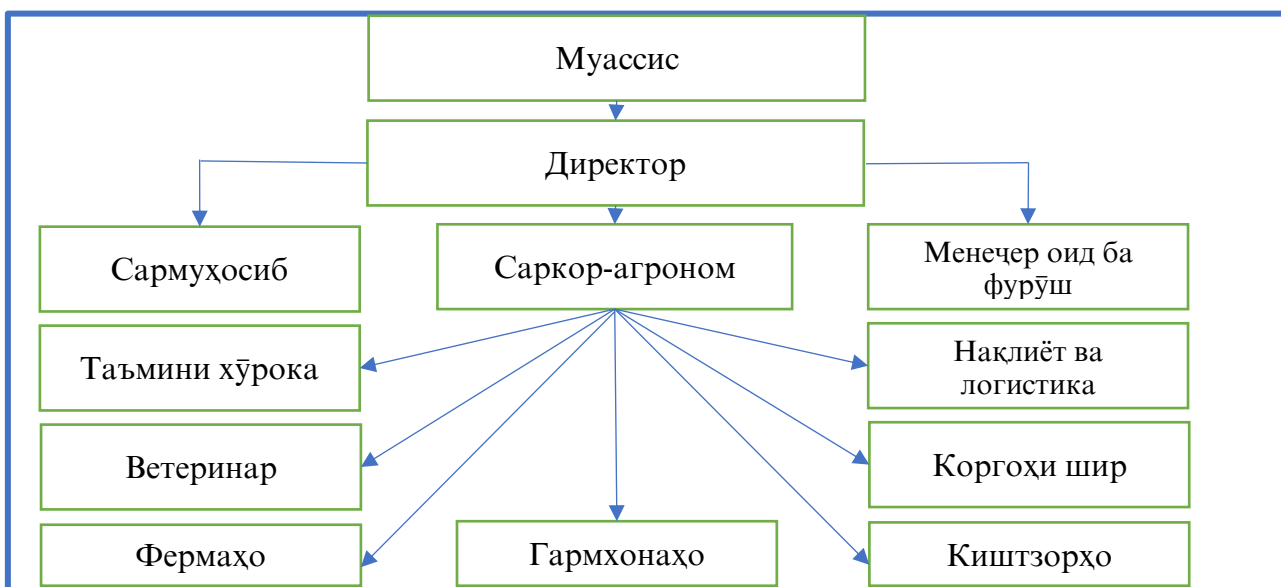 Муассис
Директор
Сармуҳосиб
Саркор-агроном
Менеҷер оид ба
фурӯш
Таъмини хӯрока
Нақлиёт ва
логистика
Ветеринар
Коргоҳи шир
Фермаҳо
Гармхонаҳо
Киштзорҳо